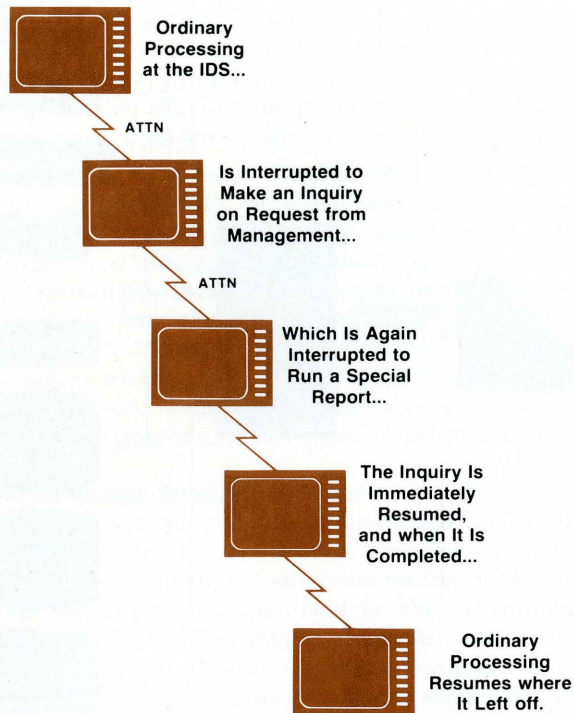 Ordinary
Processing
at the IDS...
ATTN
Is Interrupted to
Make an Inquiry
on Request from
Management...
ATTN
Which Is Again
Interrupted to
Run a Special
Report...
The Inquiry Is
Immediately
Resumed,
and when It Is
Completed...
Ordinary
Processing
Resumes where
It Left off.